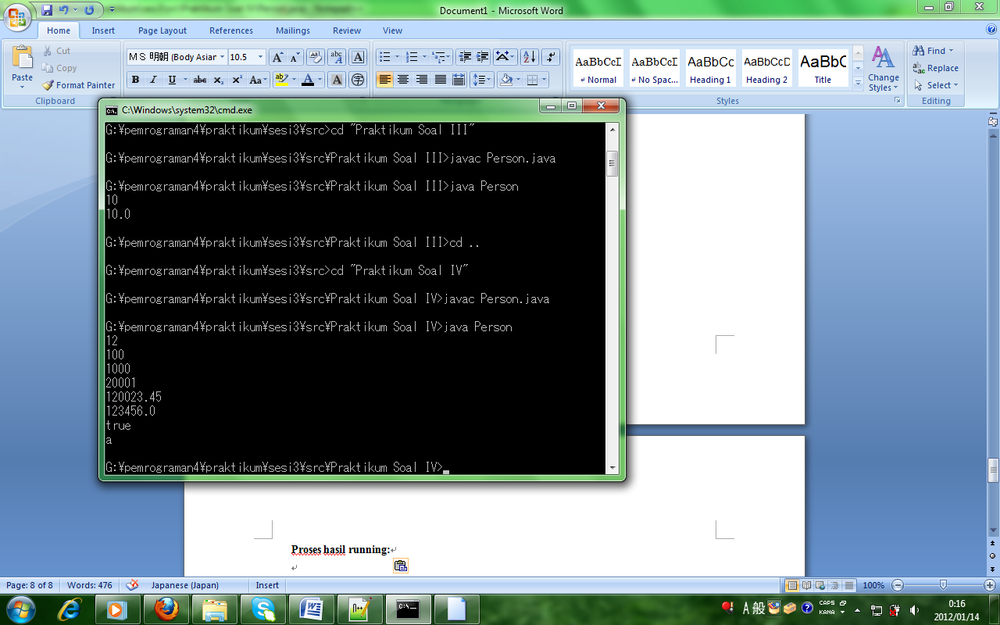 Document1 - Microsoft Word
Home Insert Page Layout References Mailings Review View
Paste
Cut
Copy
Format Painter
Clipboard
ＭＳ 明朝 (Body Asian
10.5
AaBbCcD AaBbCcD AaBbCc AaBbCc AaBbC
↵ Normal ↵ No Spac... Heading 1 Heading 2 Title
Change Styles
Styles
Find
Replace
Select
Editing
C:\Windows\system32\cmd.exe
G:¥pemrograman4¥praktikum¥sesi3¥src>cd "Praktikum Soal III"
G:¥pemrograman4¥praktikum¥sesi3¥src¥Praktikum Soal III>javac Person.java
G:¥pemrograman4¥praktikum¥sesi3¥src¥Praktikum Soal III>java Person
10
10.0
G:¥pemrograman4¥praktikum¥sesi3¥src¥Praktikum Soal III>cd ..
G:¥pemrograman4¥praktikum¥sesi3¥src>cd "Praktikum Soal IV"
G:¥pemrograman4¥praktikum¥sesi3¥src¥Praktikum Soal IV>javac Person.java
G:¥pemrograman4¥praktikum¥sesi3¥src¥Praktikum Soal IV>java Person
12
100
1000
20001
120023.45
123456.0
true
a
G:¥pemrograman4¥praktikum¥sesi3¥src¥Praktikum Soal IV>_
Proses hasil running:
Page: 8 of 8 Words: 476 Japanese (Japan) Insert 100%
A 般 CAPS KANA
0:16
2012/01/14